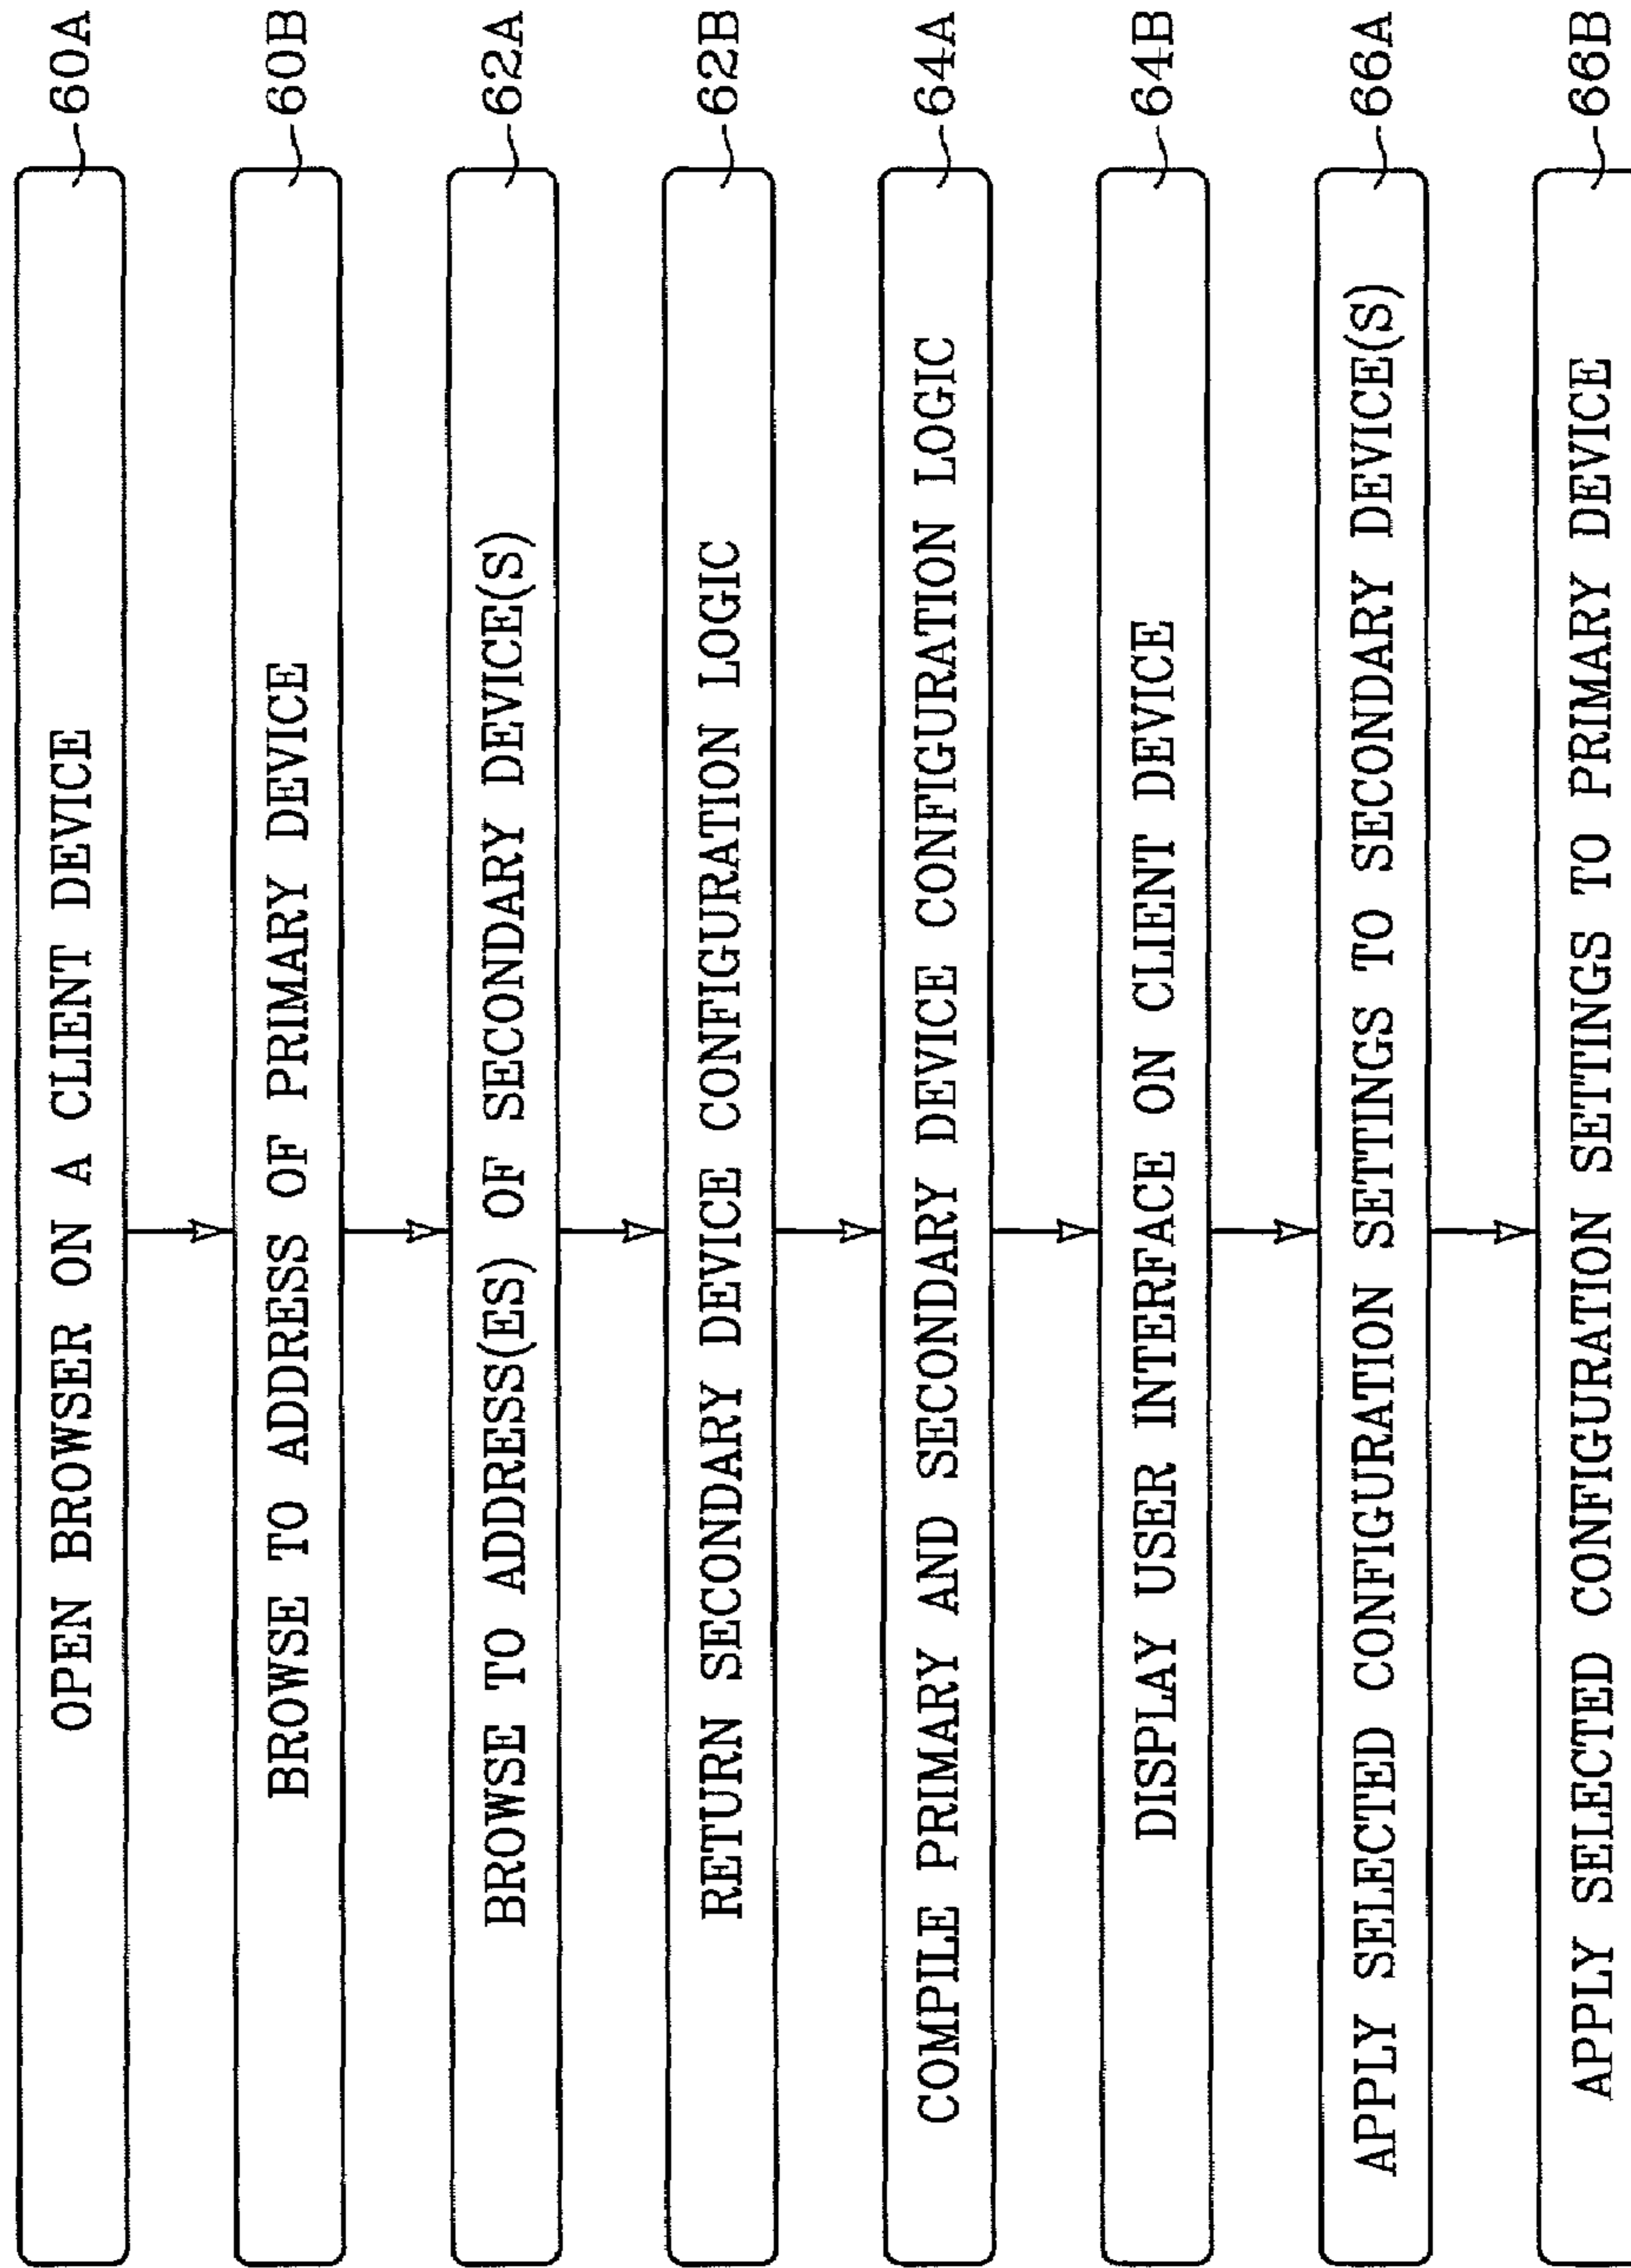 OPEN BROWSER ON A CLIENT DEVICE
60A
BROWSE TO ADDRESS OF PRIMARY DEVICE
60B
BROWSE TO ADDRESS(ES) OF SECONDARY DEVICE(S)
62A
RETURN SECONDARY DEVICE CONFIGURATION LOGIC
62B
COMPILE PRIMARY AND SECONDARY DEVICE CONFIGURATION LOGIC
64A
DISPLAY USER INTERFACE ON CLIENT DEVICE
64B
APPLY SELECTED CONFIGURATION SETTINGS TO SECONDARY DEVICE(S)
66A
APPLY SELECTED CONFIGURATION SETTINGS TO PRIMARY DEVICE
66B